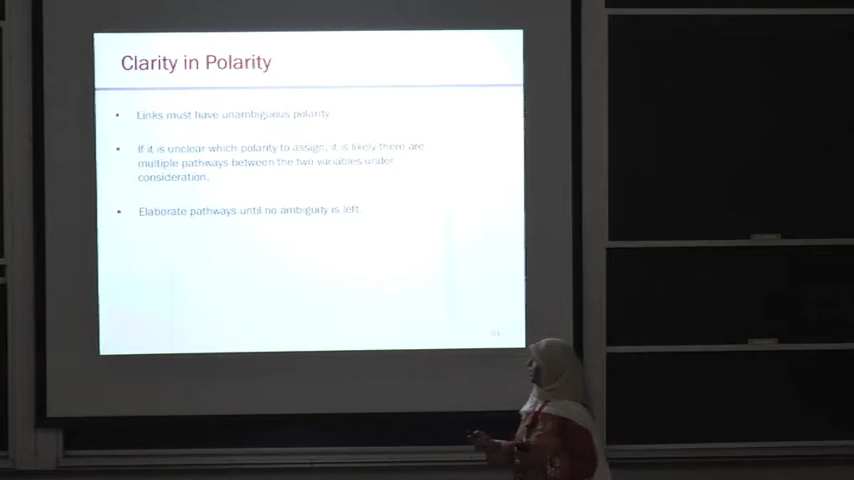 Clarity in Polarity
Links must have unambiguous polarity.
If it is unclear which polarity to assign, it is likely there are
multiple pathways between the two variables under
consideration.
Elaborate pathways until no ambiguity is left.